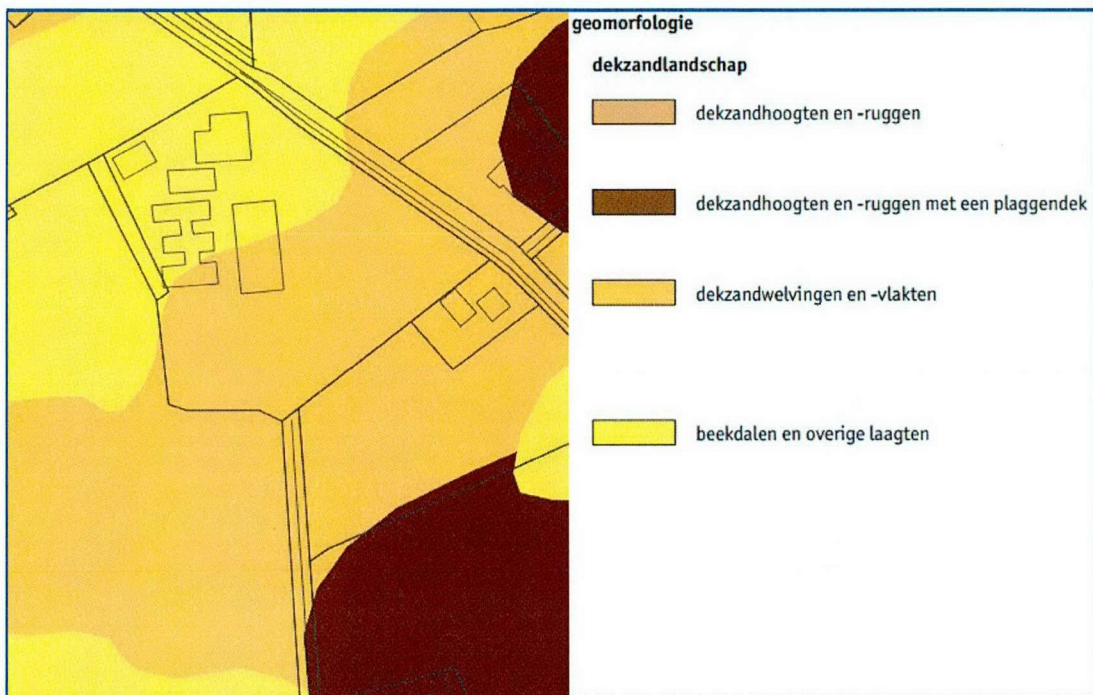 geomorfologie
dekzandlandschap
dekzandhoogten en -ruggen
dekzandhoogten en -ruggen met een plaggendek
dekzandwelvingen en -vlakten
beekdalen en overige laagten